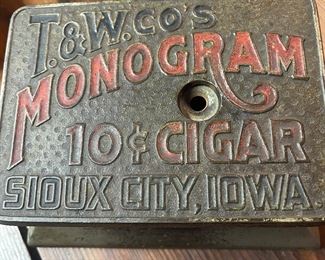 T.&W.CO'S
MONOGRAM
10¢ CIGAR
SIOUX CITY, IOWA.